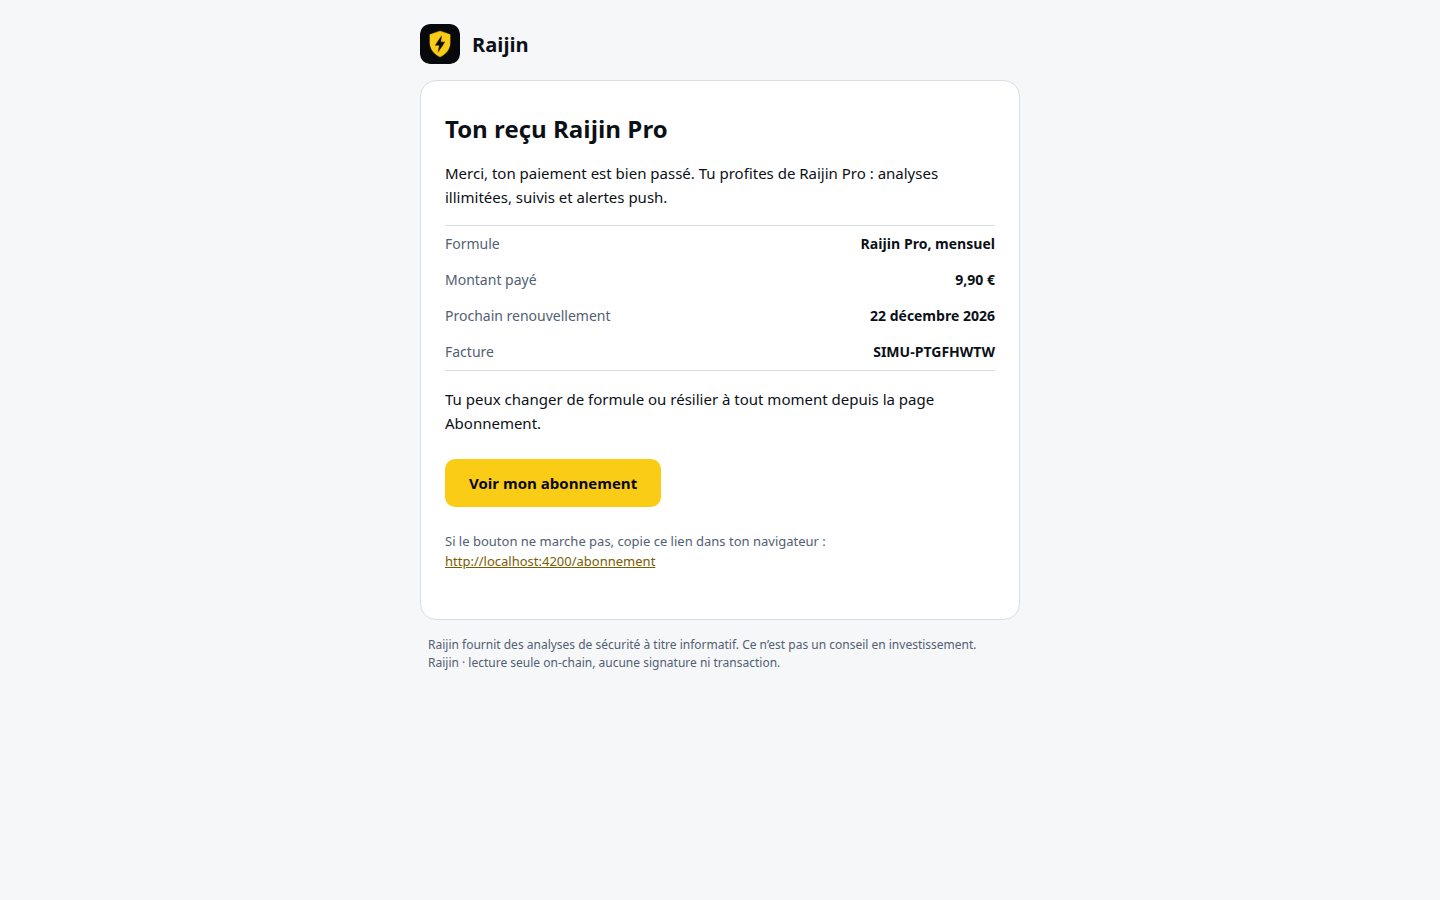 Raijin
Ton reçu Raijin Pro
Merci, ton paiement est bien passé. Tu profites de Raijin Pro : analyses
illimitées, suivis et alertes push.
Formule Raijin Pro, mensuel
Montant payé 9,90 €
Prochain renouvellement 22 décembre 2026
Facture SIMU-PTGFHWTW
Tu peux changer de formule ou résilier à tout moment depuis la page
Abonnement.
Voir mon abonnement
Si le bouton ne marche pas, copie ce lien dans ton navigateur :
http://localhost:4200/abonnement
Raijin fournit des analyses de sécurité à titre informatif. Ce n’est pas un conseil en investissement.
Raijin · lecture seule on-chain, aucune signature ni transaction.